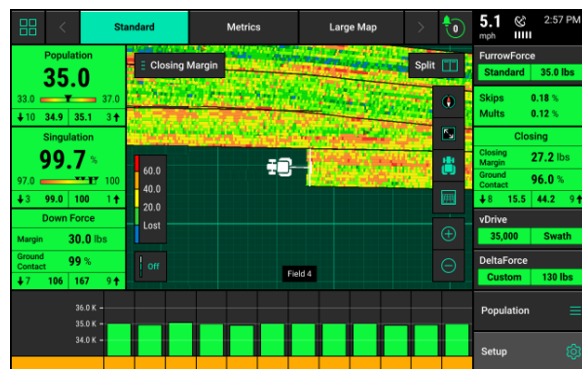 Standard
Metrics
Large Map
0
5.1
mph
2:57 PM
Population
35.0
33.0
37.0
10 34.9 35.1 3
Singulation
99.7 %
97.0
100
3 99.0 100 1
Down Force
Margin 30.0 lbs
Ground Contact 99 %
7 106 167 9
Closing Margin
Split
60.0
40.0
20.0
Lost
Off
Field 4
FurrowForce
Standard 35.0 lbs
Skips 0.18 %
Mults 0.12 %
Closing
Closing Margin 27.2 lbs
Ground Contact 96.0 %
8 15.5 44.2 9
vDrive
35,000 Swath
DeltaForce
Custom 130 lbs
Population
Setup
36.0 K
35.0 K
34.0 K